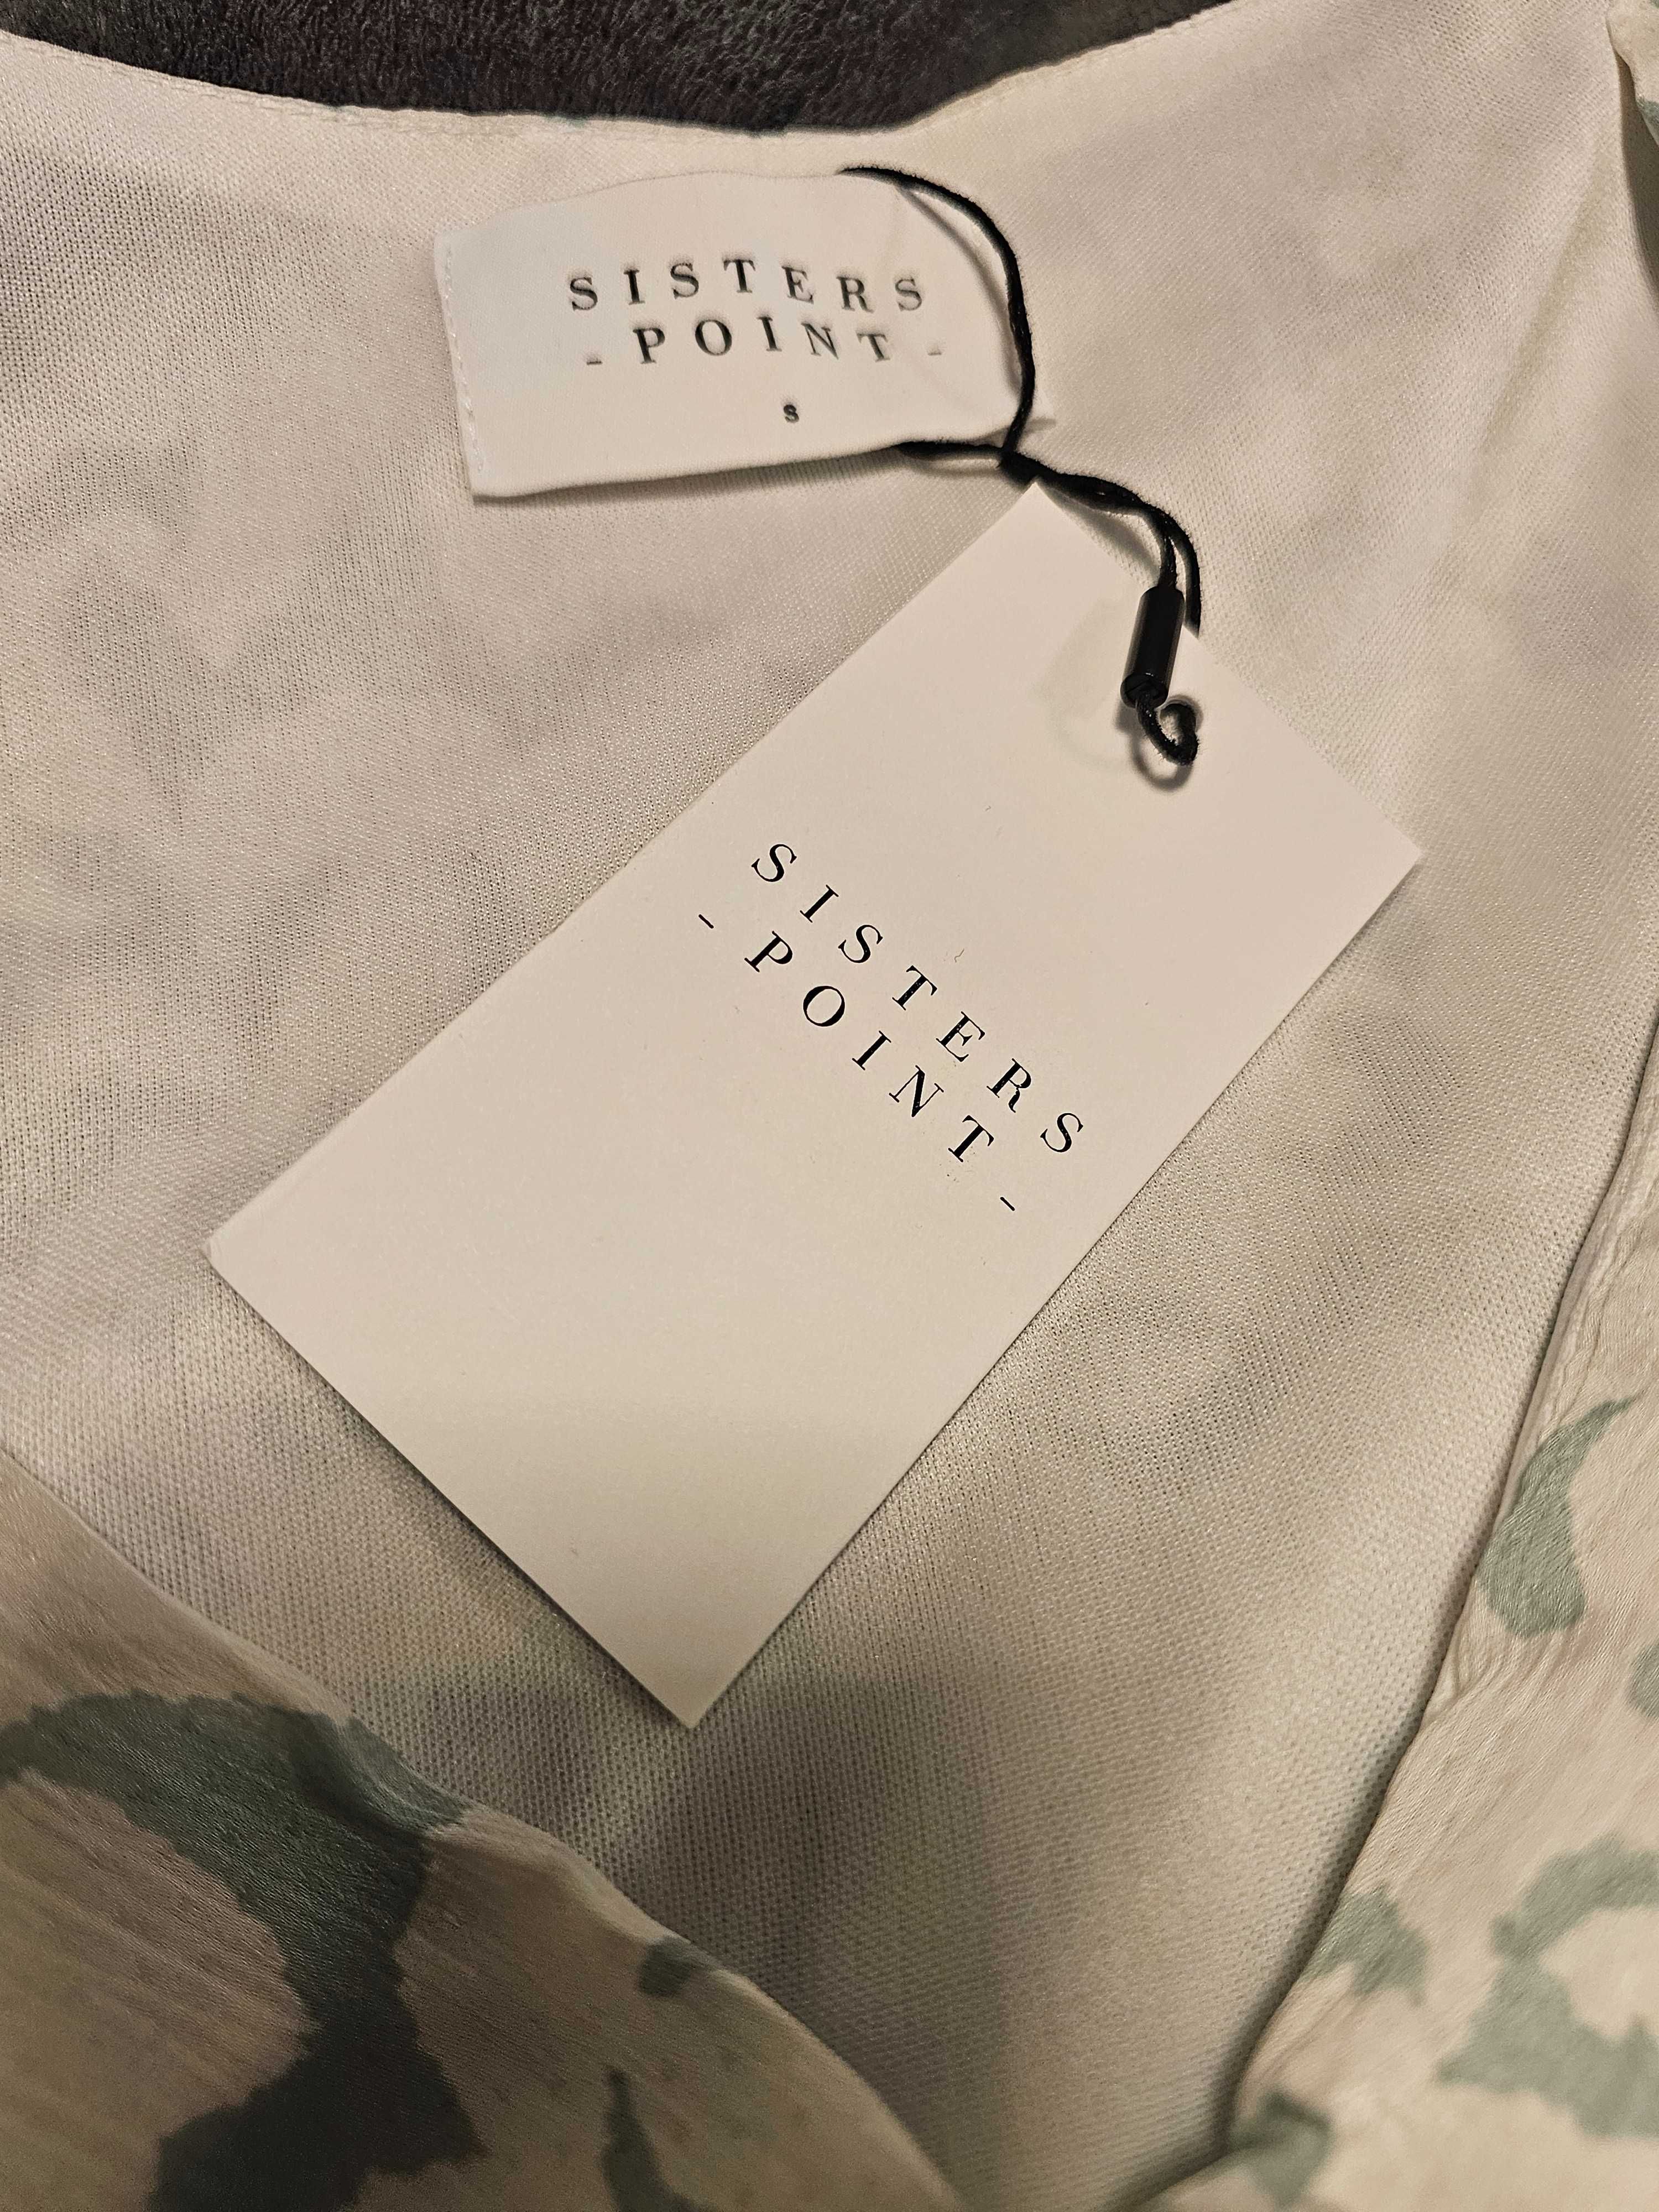 SISTERS
- POINT -
s
SISTERS
- POINT -